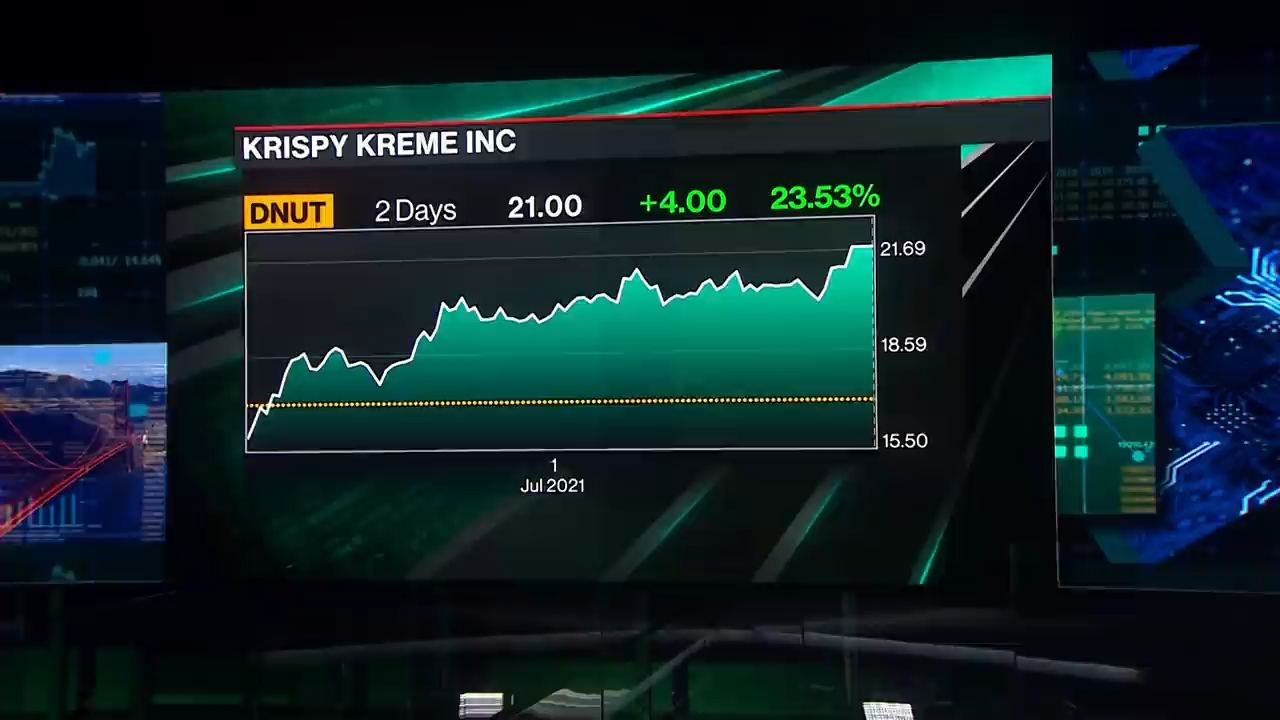 KRISPY KREME INC
DNUT 2 Days 21.00 +4.00 23.53%
21.69
18.59
15.50
1
Jul 2021